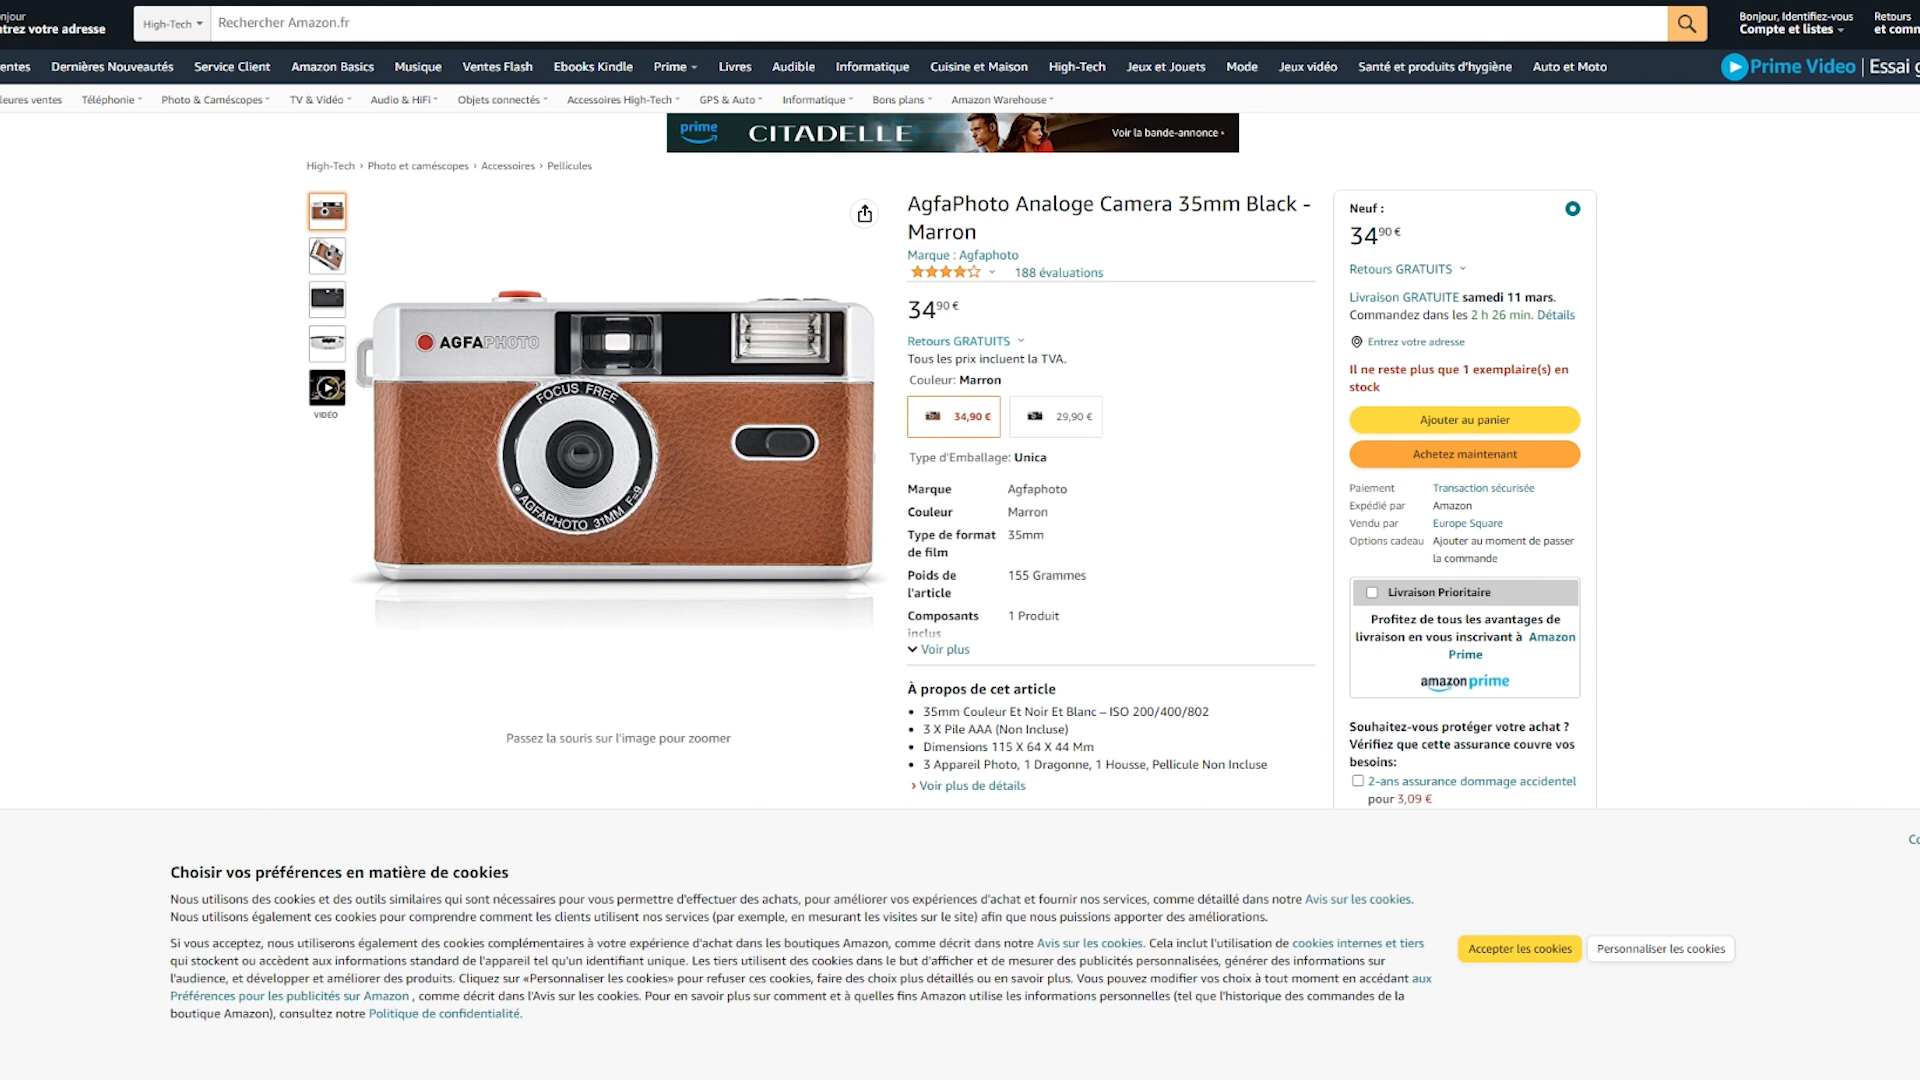 njour
ntrez votre adresse
High-Tech
Rechercher Amazon.fr
Bonjour, Identifiez-vous
Compte et listes
Retours
et comm
entes
Dernières Nouveautés
Service Client
Amazon Basics
Musique
Ventes Flash
Ebooks Kindle
Prime
Livres
Audible
Informatique
Cuisine et Maison
High-Tech
Jeux et Jouets
Mode
Jeux vidéo
Santé et produits d'hygiène
Auto et Moto
Prime Video | Essai g
leures ventes
Téléphonie
Photo & Caméscopes
TV & Vidéo
Audio & HiFi
Objets connectés
Accessoires High-Tech
GPS & Auto
Informatique
Bons plans
Amazon Warehouse
prime
CITADELLE
Voir la bande-annonce
High-Tech › Photo et caméscopes › Accessoires › Pellicules
VIDÉO
AGFAPHOTO
FOCUS FREE
AGFAPHOTO 31MM F=9
Passez la souris sur l'image pour zoomer
AgfaPhoto Analoge Camera 35mm Black -
Marron
Marque : Agfaphoto
188 évaluations
34,90 €
Retours GRATUITS
Tous les prix incluent la TVA.
Couleur: Marron
34,90 €
29,90 €
Type d'Emballage: Unica
Marque Agfaphoto
Couleur Marron
Type de format 35mm
de film
Poids de 155 Grammes
l'article
Composants 1 Produit
inclus
Voir plus
À propos de cet article
• 35mm Couleur Et Noir Et Blanc – ISO 200/400/802
• 3 X Pile AAA (Non Incluse)
• Dimensions 115 X 64 X 44 Mm
• 3 Appareil Photo, 1 Dragonne, 1 Housse, Pellicule Non Incluse
› Voir plus de détails
Neuf :
34,90 €
Retours GRATUITS
Livraison GRATUITE samedi 11 mars.
Commandez dans les 2 h 26 min. Détails
Entrez votre adresse
Il ne reste plus que 1 exemplaire(s) en
stock
Ajouter au panier
Achetez maintenant
Paiement Transaction sécurisée
Expédié par Amazon
Vendu par Europe Square
Options cadeau Ajouter au moment de passer
la commande
Livraison Prioritaire
Profitez de tous les avantages de
livraison en vous inscrivant à Amazon
Prime
amazon prime
Souhaitez-vous protéger votre achat ?
Vérifiez que cette assurance couvre vos
besoins:
2-ans assurance dommage accidentel
pour 3,09 €
Co
Choisir vos préférences en matière de cookies
Nous utilisons des cookies et des outils similaires qui sont nécessaires pour vous permettre d'effectuer des achats, pour améliorer vos expériences d'achat et fournir nos services, comme détaillé dans notre Avis sur les cookies.
Nous utilisons également ces cookies pour comprendre comment les clients utilisent nos services (par exemple, en mesurant les visites sur le site) afin que nous puissions apporter des améliorations.
Si vous acceptez, nous utiliserons également des cookies complémentaires à votre expérience d'achat dans les boutiques Amazon, comme décrit dans notre Avis sur les cookies. Cela inclut l'utilisation de cookies internes et tiers
qui stockent ou accèdent aux informations standard de l'appareil tel qu'un identifiant unique. Les tiers utilisent des cookies dans le but d'afficher et de mesurer des publicités personnalisées, générer des informations sur
l'audience, et développer et améliorer des produits. Cliquez sur «Personnaliser les cookies» pour refuser ces cookies, faire des choix plus détaillés ou en savoir plus. Vous pouvez modifier vos choix à tout moment en accédant aux
Préférences pour les publicités sur Amazon , comme décrit dans l'Avis sur les cookies. Pour en savoir plus sur comment et à quelles fins Amazon utilise les informations personnelles (tel que l'historique des commandes de la
boutique Amazon), consultez notre Politique de confidentialité.
Accepter les cookies
Personnaliser les cookies